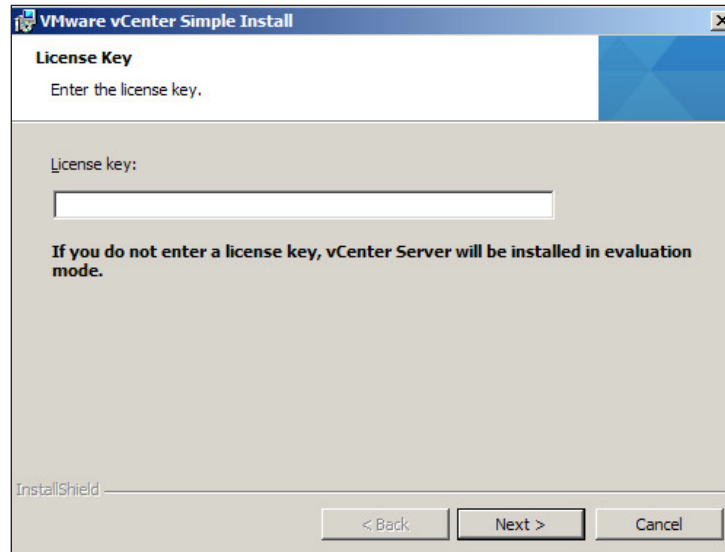 VMware vCenter Simple Install
License Key
Enter the license key.
License key:
If you do not enter a license key, vCenter Server will be installed in evaluation
mode.
InstallShield
< Back
Next >
Cancel